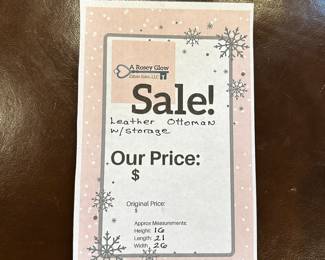 A Rosey Glow
Estate Sales, LLC
Sale!
Leather Ottoman
w/storage
Our Price:
$
Original Price:
$
Approx Measurements:
Height: 16
Length: 21
Width: 26